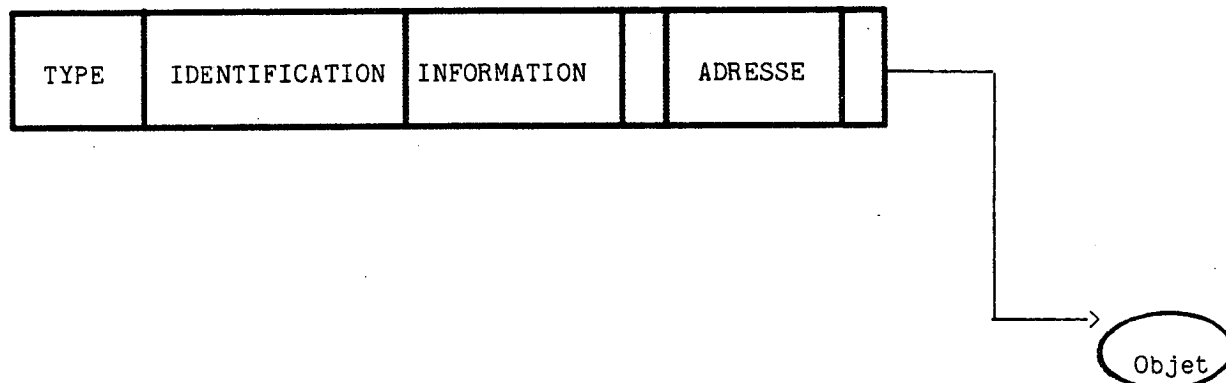 TYPE IDENTIFICATION INFORMATION ADRESSE
Objet